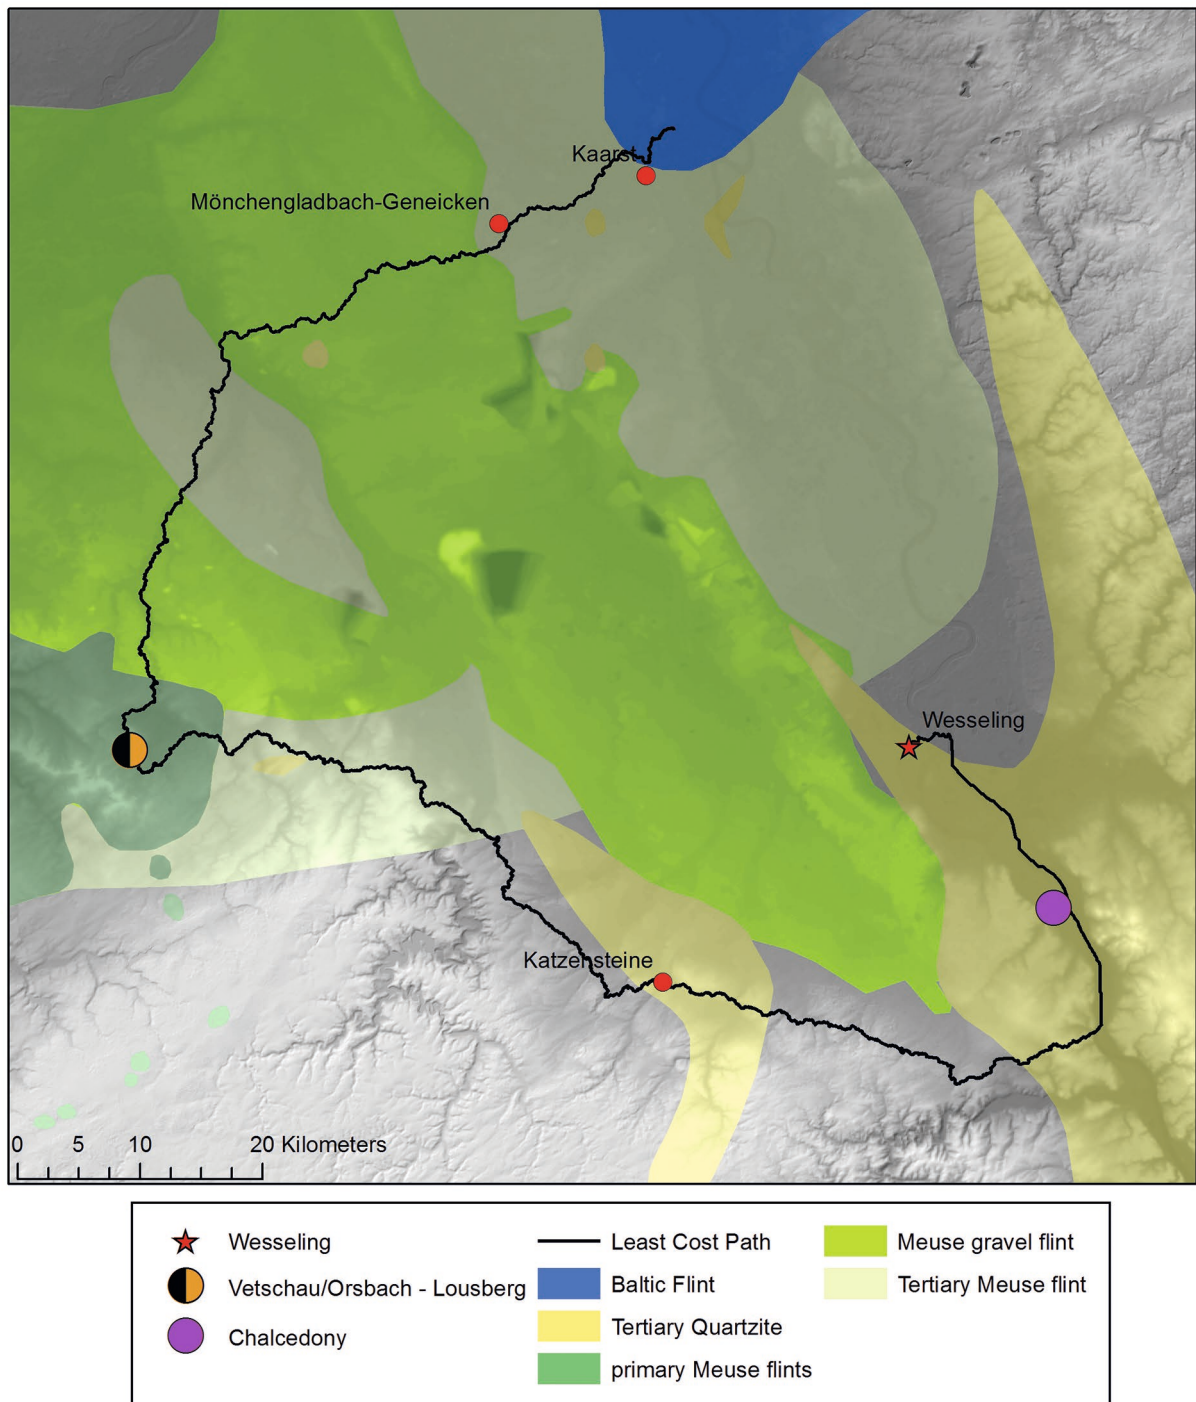 Kaarst
Mönchengladbach-Geneicken
Wesseling
Katzensteine
0 5 10 20 Kilometers
Wesseling
Vetschau/Orsbach - Lousberg
Chalcedony
Least Cost Path
Baltic Flint
Tertiary Quartzite
primary Meuse flints
Meuse gravel flint
Tertiary Meuse flint